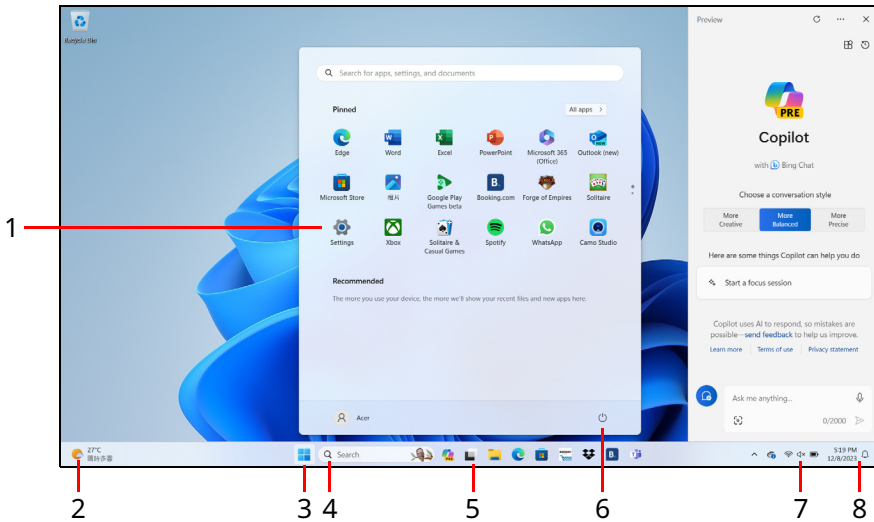 Recycle Bin
Search for apps, settings, and documents
Pinned
All apps >
Edge
Word
Excel
PowerPoint
Microsoft 365
(Office)
Outlook (new)
Microsoft Store
相片
Google Play
Games beta
Booking.com
Forge of Empires
Solitaire
Settings
Xbox
Solitaire &
Casual Games
Spotify
WhatsApp
Camo Studio
Recommended
The more you use your device, the more we'll show your recent files and new apps here.
Acer
Preview
PRE
Copilot
with b Bing Chat
Choose a conversation style
More
Creative
More
Balanced
More
Precise
Here are some things Copilot can help you do
Start a focus session
Copilot uses AI to respond, so mistakes are
possible—send feedback to help us improve.
Learn more
Terms of use
Privacy statement
Ask me anything...
0/2000
27°C
Search
5:19 PM
12/8/2023
1
2
3
4
5
6
7
8